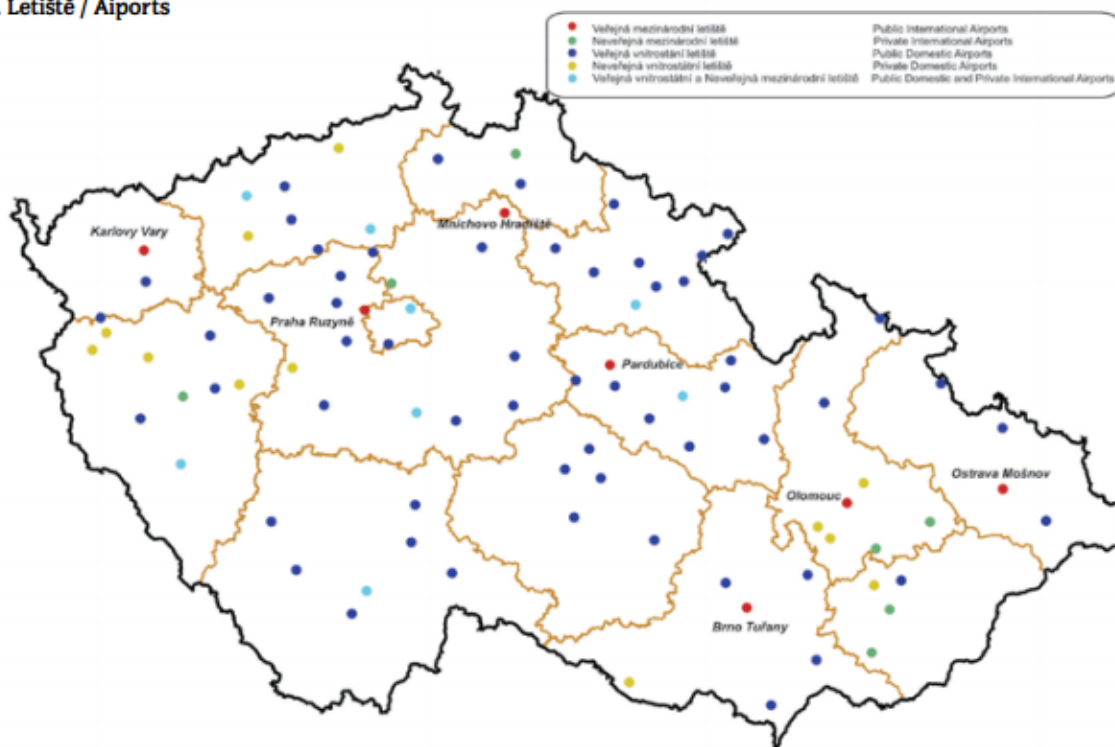 Letiště / Aiports
Veřejná mezinárodní letiště Public International Airports
Neveřejná mezinárodní letiště Private International Airports
Veřejná vnitrostání letiště Public Domestic Airports
Neveřejná vnitrostátní letiště Private Domestic Airports
Veřejná vnitrostátní a Neveřejná mezinárodní letiště Public Domestic and Private International Airports
Karlovy Vary
Mnichovo Hradiště
Praha Ruzyně
Pardubice
Ostrava Mošnov
Olomouc
Brno Tuřany